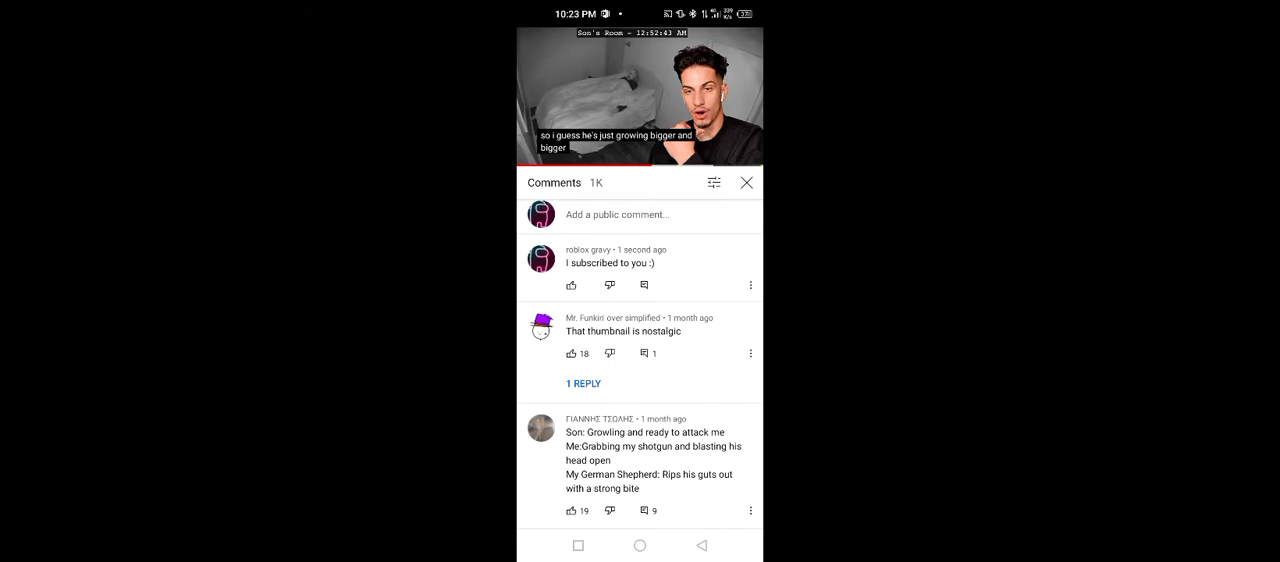 10:23 PM
4G
339
K/s
Son's Room - 12:52:43 AM
so i guess he's just growing bigger and
bigger
Comments 1K
Add a public comment...
roblox gravy • 1 second ago
I subscribed to you :)
Mr. Funkin' over simplified • 1 month ago
That thumbnail is nostalgic
18 1
1 REPLY
ΓΙΑΝΝΗΣ ΤΣΩΛΗΣ • 1 month ago
Son: Growling and ready to attack me
Me:Grabbing my shotgun and blasting his
head open
My German Shepherd: Rips his guts out
with a strong bite
19 9